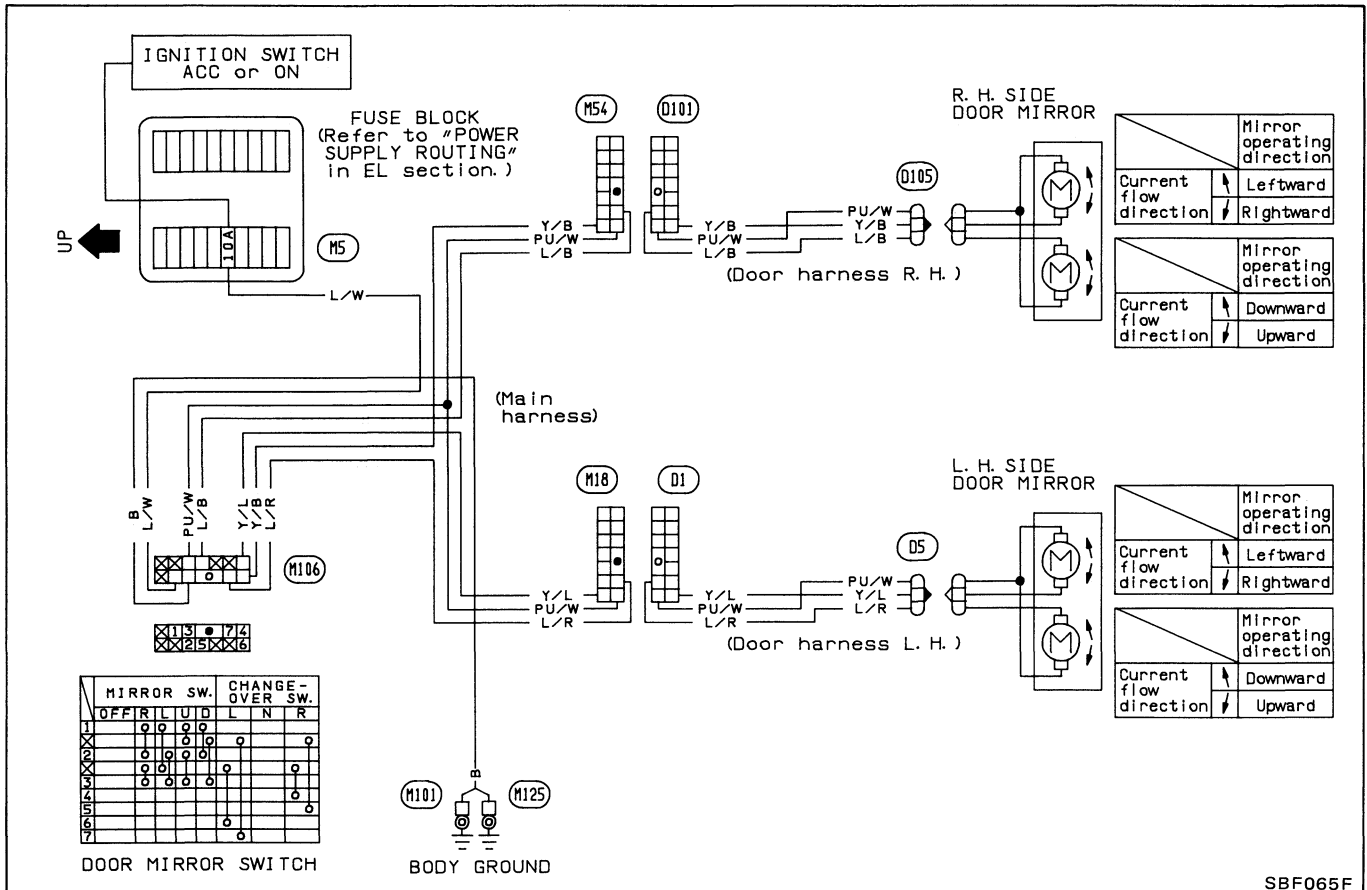 IGNITION SWITCH
ACC or ON
FUSE BLOCK
(Refer to "POWER
SUPPLY ROUTING"
in EL section.)
UP
10A
M5
L/W
M54
D101
Y/B
PU/W
L/B
Y/B
PU/W
L/B
(Door harness R. H.)
D105
PU/W
Y/B
L/B
R. H. SIDE
DOOR MIRROR
M
M
Mirror
operating
direction
Current
flow
direction
Leftward
Rightward
Mirror
operating
direction
Current
flow
direction
Downward
Upward
(Main
harness)
B
L/W
PU/W
L/B
Y/L
Y/B
L/R
M106
1 3 7 4
2 5 6
M18
D1
Y/L
PU/W
L/R
Y/L
PU/W
L/R
(Door harness L. H.)
D5
PU/W
Y/L
L/R
L. H. SIDE
DOOR MIRROR
M
M
Mirror
operating
direction
Current
flow
direction
Leftward
Rightward
Mirror
operating
direction
Current
flow
direction
Downward
Upward
MIRROR SW. CHANGE-
OVER SW.
OFF R L U D L N R
1
2
3
4
5
6
7
DOOR MIRROR SWITCH
B
M101
M125
BODY GROUND
SBF065F